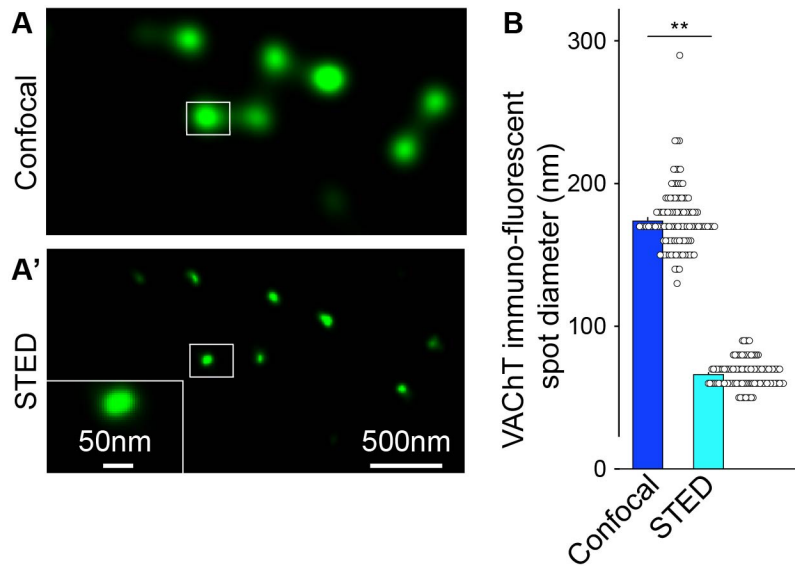 A
Confocal
A'
STED
50nm
500nm
B
VAChT immuno-fluorescent
spot diameter (nm)
**
300
200
100
0
Confocal
STED